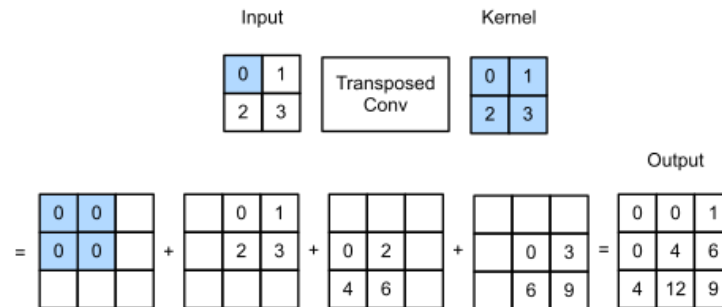 Input Kernel
0 1 Transposed Conv 0 1
2 3 2 3
Output
0 0 0 1 0 0 1
= 0 0 + 2 3 + 0 2 + 0 3 = 0 4 6
4 6 6 9 4 12 9